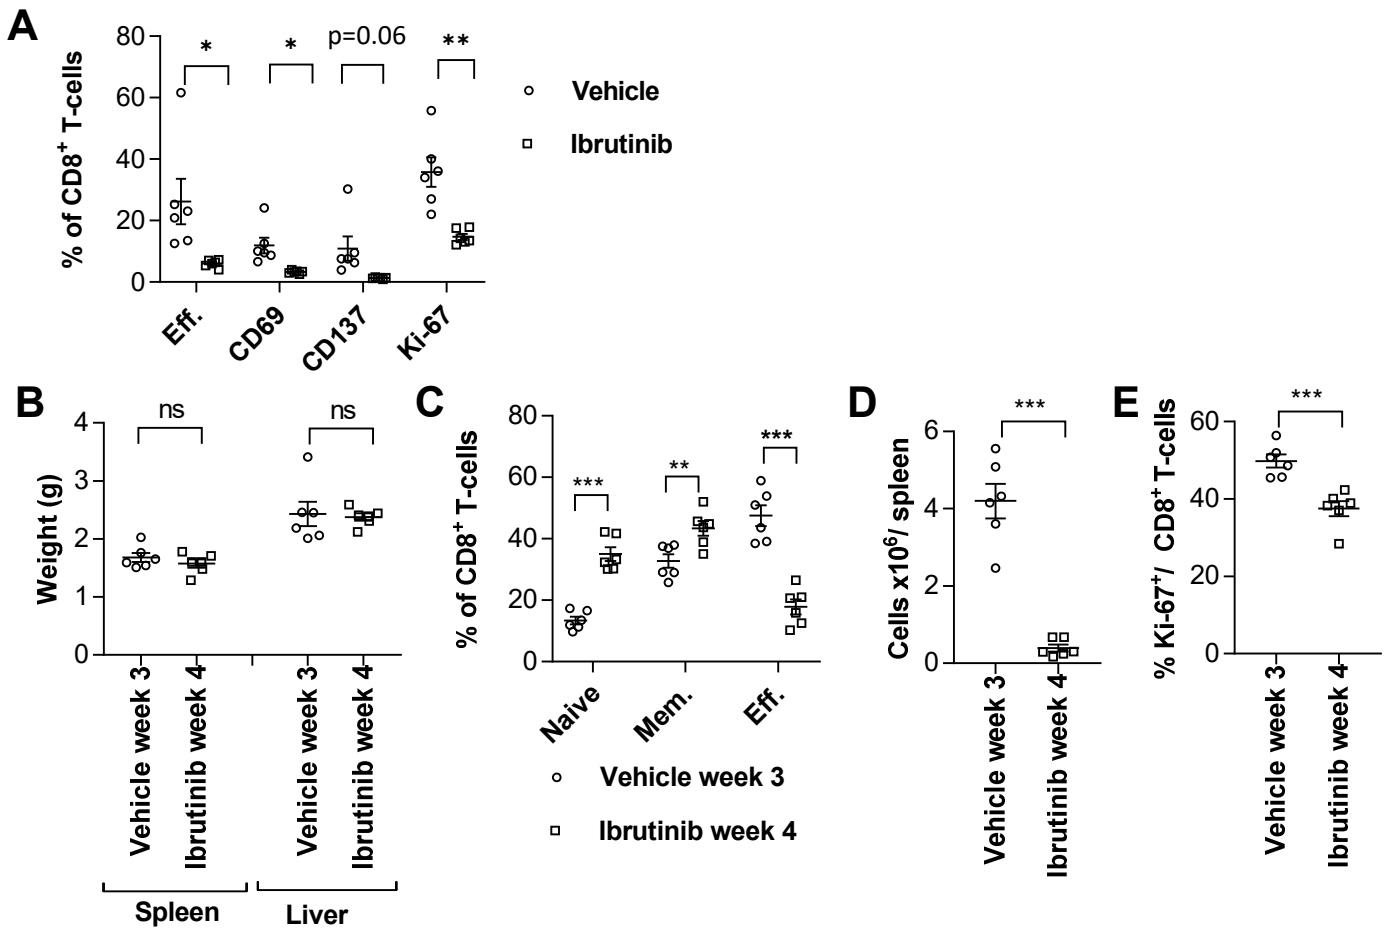 A
% of CD8+ T-cells
80
60
40
20
0
*
*
p=0.06
**
Eff.
CD69
CD137
Ki-67
Vehicle
Ibrutinib
B
Weight (g)
4
3
2
1
0
ns
ns
Vehicle week 3
Ibrutinib week 4
Vehicle week 3
Ibrutinib week 4
Spleen
Liver
C
% of CD8+ T-cells
80
60
40
20
0
***
**
***
Naive
Mem.
Eff.
Vehicle week 3
Ibrutinib week 4
D
Cells x10⁶/ spleen
6
4
2
0
***
Vehicle week 3
Ibrutinib week 4
E
% Ki-67+/ CD8+ T-cells
60
40
20
0
***
Vehicle week 3
Ibrutinib week 4